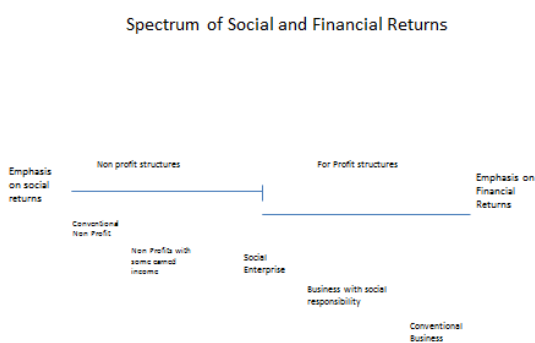 Spectrum of Social and Financial Returns
Non profit structures
For Profit structures
Emphasis
on social
returns
Emphasis on
Financial
Returns
Conventional
Non Profit
Non Profits with
some earned
income
Social
Enterprise
Business with social
responsibility
Conventional
Business